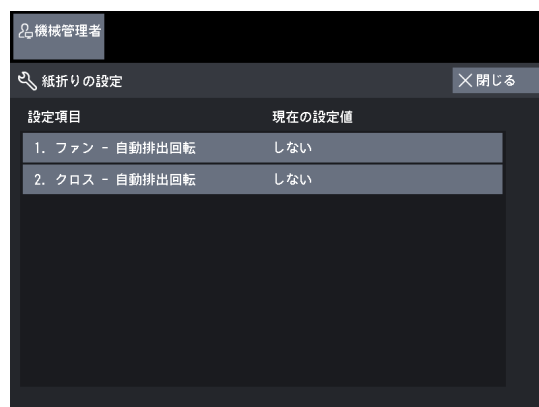 機械管理者
紙折りの設定
閉じる
設定項目 現在の設定値
1. ファン - 自動排出回転 しない
2. クロス - 自動排出回転 しない